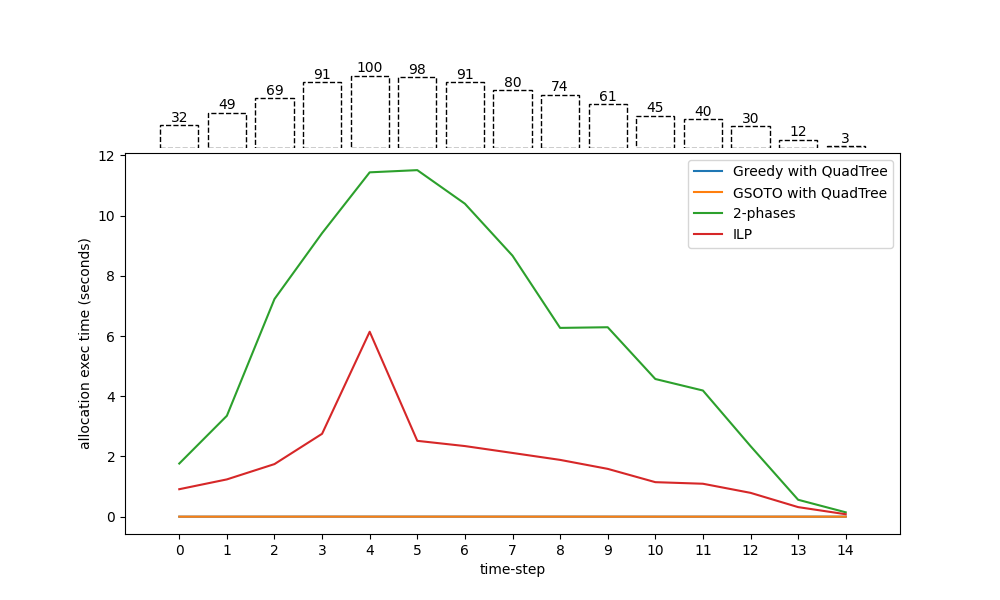 32 49 69 91 100 98 91 80 74 61 45 40 30 12 3
12
10
8
6
4
2
0
allocation exec time (seconds)
Greedy with QuadTree
GSOTO with QuadTree
2-phases
ILP
0 1 2 3 4 5 6 7 8 9 10 11 12 13 14
time-step